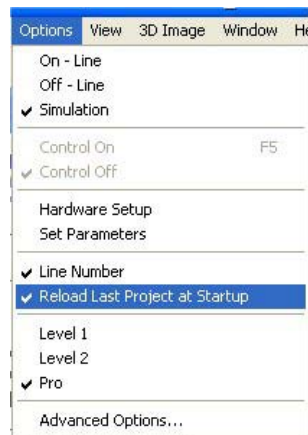 Options View 3D Image Window
On - Line
Off - Line
Simulation
Control On F5
Control Off
Hardware Setup
Set Parameters
Line Number
Reload Last Project at Startup
Level 1
Level 2
Pro
Advanced Options...